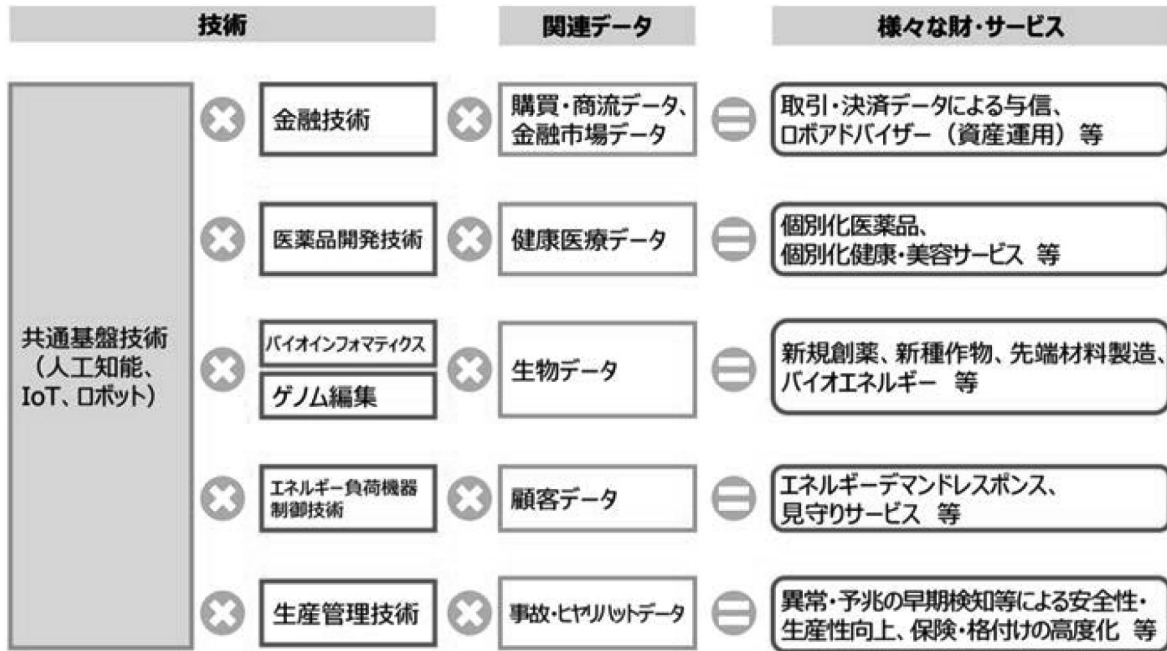 技術
関連データ
様々な財・サービス
共通基盤技術
（人工知能、
IoT、ロボット）
金融技術
購買・商流データ、
金融市場データ
取引・決済データによる与信、
ロボアドバイザー（資産運用）等
医薬品開発技術
健康医療データ
個別化医薬品、
個別化健康・美容サービス 等
バイオインフォマティクス
ゲノム編集
生物データ
新規創薬、新種作物、先端材料製造、
バイオエネルギー 等
エネルギー負荷機器
制御技術
顧客データ
エネルギーデマンドレスポンス、
見守りサービス 等
生産管理技術
事故・ヒヤリハットデータ
異常・予兆の早期検知等による安全性・
生産性向上、保険・格付けの高度化 等